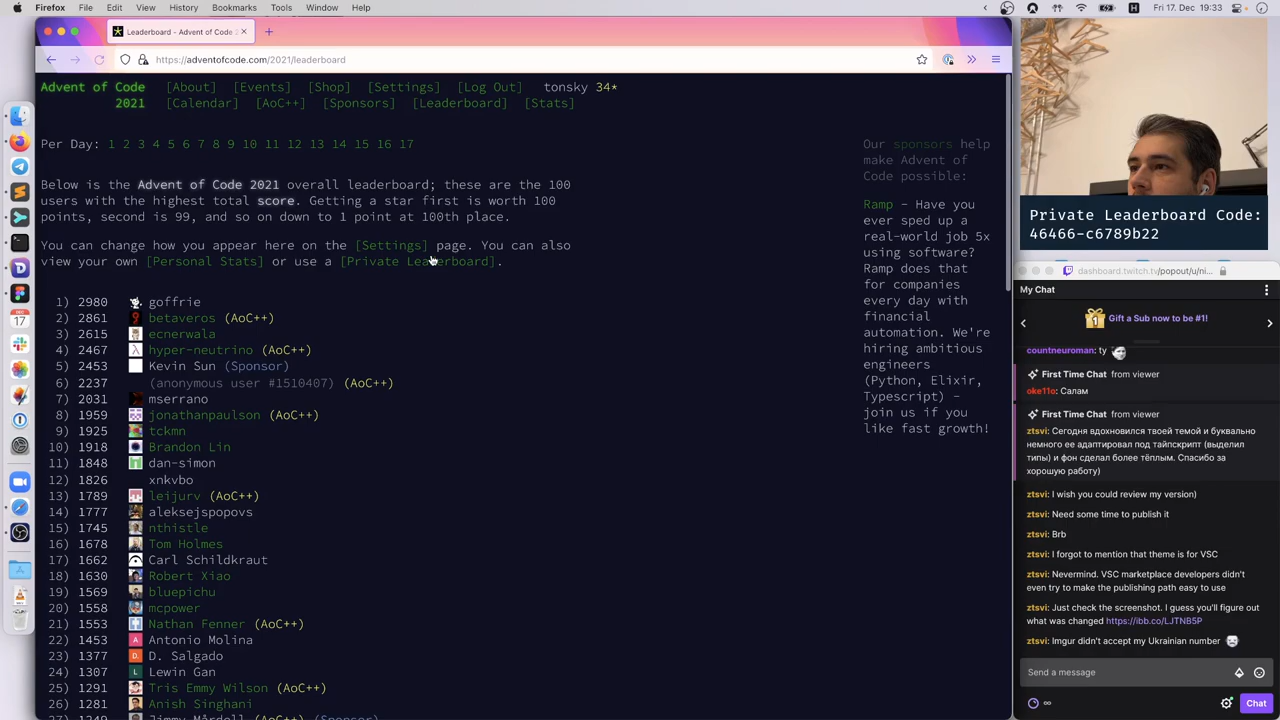 Firefox File Edit View History Bookmarks Tools Window Help
Fri 17. Dec 19:33
Leaderboard - Advent of Code 2
https://adventofcode.com/2021/leaderboard
Advent of Code [About] [Events] [Shop] [Settings] [Log Out] tonsky 34*
2021 [Calendar] [AoC++] [Sponsors] [Leaderboard] [Stats]
Per Day: 1 2 3 4 5 6 7 8 9 10 11 12 13 14 15 16 17
Below is the Advent of Code 2021 overall leaderboard; these are the 100
users with the highest total score. Getting a star first is worth 100
points, second is 99, and so on down to 1 point at 100th place.
You can change how you appear here on the [Settings] page. You can also
view your own [Personal Stats] or use a [Private Leaderboard].
1) 2980 goffrie
2) 2861 betaveros (AoC++)
3) 2615 ecnerwala
4) 2467 hyper-neutrino (AoC++)
5) 2453 Kevin Sun (Sponsor)
6) 2237 (anonymous user #1510407) (AoC++)
7) 2031 mserrano
8) 1959 jonathanpaulson (AoC++)
9) 1925 tckmn
10) 1918 Brandon Lin
11) 1848 dan-simon
12) 1826 xnkvbo
13) 1789 leijurv (AoC++)
14) 1777 aleksejspopovs
15) 1745 nthistle
16) 1678 Tom Holmes
17) 1662 Carl Schildkraut
18) 1630 Robert Xiao
19) 1569 bluepichu
20) 1558 mcpower
21) 1553 Nathan Fenner (AoC++)
22) 1453 Antonio Molina
23) 1377 D. Salgado
24) 1307 Lewin Gan
25) 1291 Tris Emmy Wilson (AoC++)
26) 1281 Anish Singhani
27) 1249 Jimmy Mårdell (AoC++) (Sponsor)
Our sponsors help
make Advent of
Code possible:
Ramp - Have you
ever sped up a
real-world job 5x
using software?
Ramp does that
for companies
every day with
financial
automation. We're
hiring ambitious
engineers
(Python, Elixir,
Typescript) -
join us if you
like fast growth!
Private Leaderboard Code:
46466-c6789b22
dashboard.twitch.tv/popout/u/ni...
My Chat
Gift a Sub now to be #1!
countneuroman: ty
First Time Chat from viewer
oke11o: Салам
First Time Chat from viewer
ztsvi: Сегодня вдохновился твоей темой и буквально
немного ее адаптировал под тайпскрипт (выделил
типы) и фон сделал более тёплым. Спасибо за
хорошую работу)
ztsvi: I wish you could review my version)
ztsvi: Need some time to publish it
ztsvi: Brb
ztsvi: I forgot to mention that theme is for VSC
ztsvi: Nevermind. VSC marketplace developers didn't
even try to make the publishing path easy to use
ztsvi: Just check the screenshot. I guess you'll figure out
what was changed https://ibb.co/LJTNB5P
ztsvi: Imgur didn't accept my Ukrainian number
Send a message
Chat